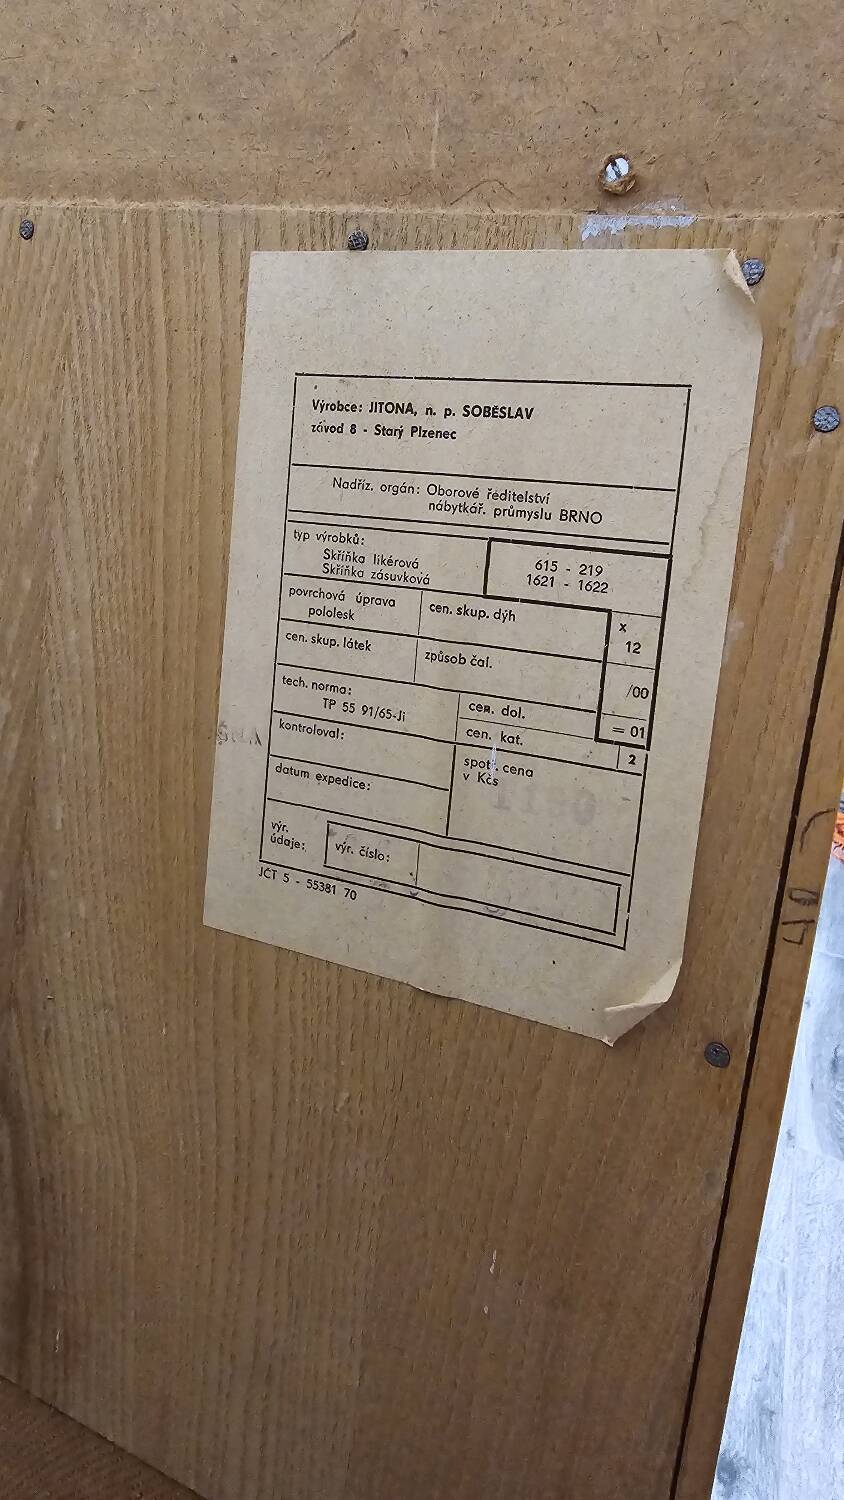 Výrobce: JITONA, n. p. SOBĚSLAV
závod 8 - Starý Plzenec
Nadříz. orgán: Oborové ředitelství
nábytkář. průmyslu BRNO
typ výrobků:
Skříňka likérová
Skříňka zásuvková
615 - 219
1621 - 1622
povrchová úprava
pololesk
cen. skup. dýh
x
12
cen. skup. látek
způsob čal.
/00
tech. norma:
TP 55 91/65-Ji
cen. dol.
= 01
kontroloval:
cen. kat.
2
datum expedice:
spotř. cena
v Kčs
výr.
údaje:
výr. číslo:
JČT 5 - 55381 70